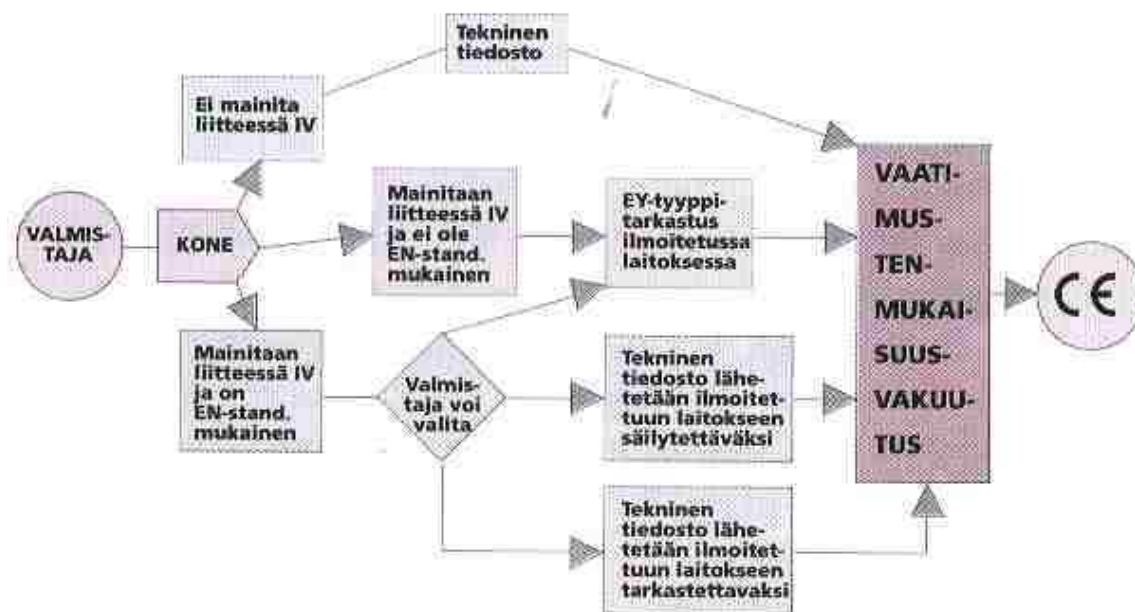 Tekninen
tiedosto
Ei mainita
liitteessä IV
VALMIS-
TAJA
KONE
Mainitaan
liitteessä IV
ja ei ole
EN-stand.
mukainen
EY-tyyppi-
tarkastus
ilmoitetussa
laitoksessa
Mainitaan
liitteessä IV
ja on
EN-stand.
mukainen
Valmis-
taja voi
valita
Tekninen
tiedosto lähe-
tetään ilmoitet-
tuun laitokseen
säilytettäväksi
Tekninen
tiedosto lähe-
tetään ilmoitet-
tuun laitokseen
tarkastettavaksi
VAATI-
MUS-
TEN-
MUKAI-
SUUS-
VAKUU-
TUS
CE